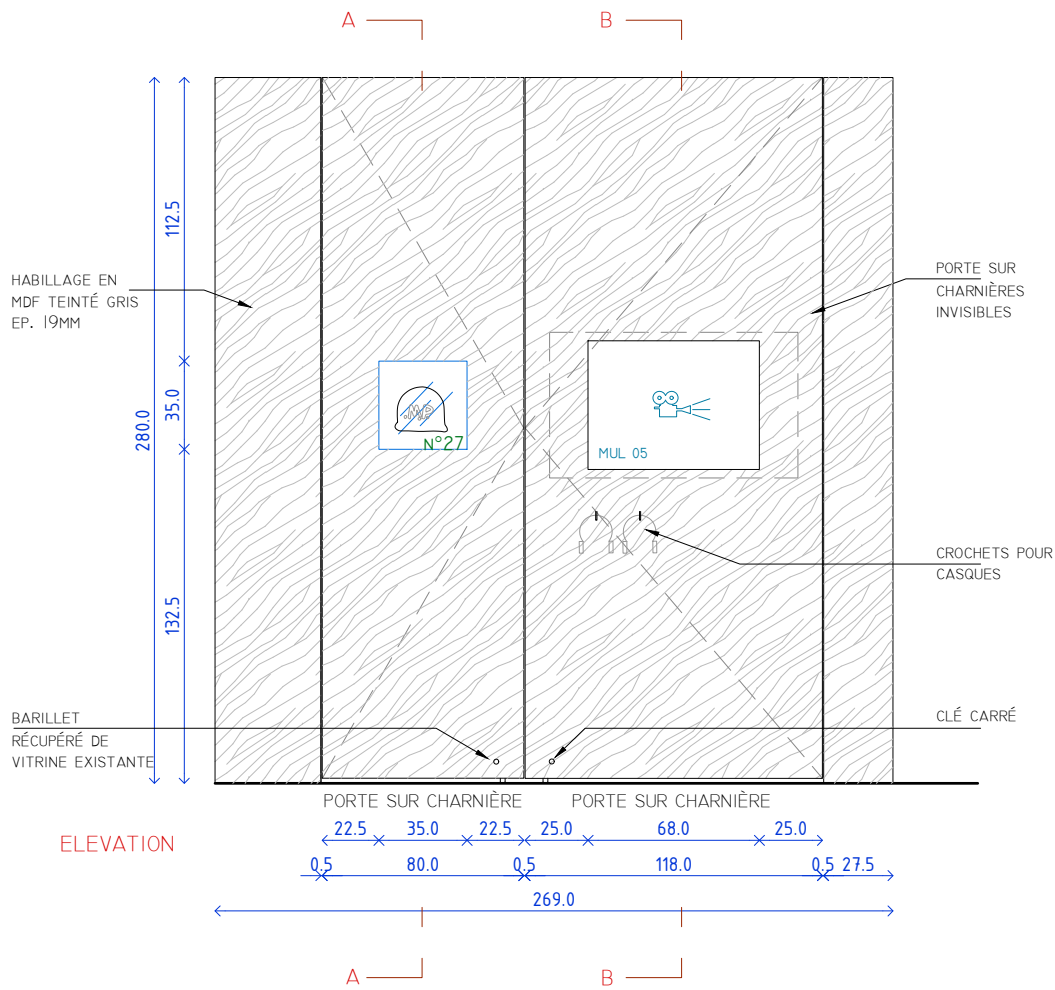 A
B
HABILLAGE EN
MDF TEINTÉ GRIS
EP. 19MM
PORTE SUR
CHARNIÈRES
INVISIBLES
112.5
35.0
280.0
132.5
.M.P
N°27
MUL 05
CROCHETS POUR
CASQUES
BARILLET
RÉCUPÉRÉ DE
VITRINE EXISTANTE
CLÉ CARRÉ
PORTE SUR CHARNIÈRE
PORTE SUR CHARNIÈRE
ELEVATION
22.5 35.0 22.5 25.0 68.0 25.0
0.5 80.0 0.5 118.0 0.5 27.5
269.0
A
B